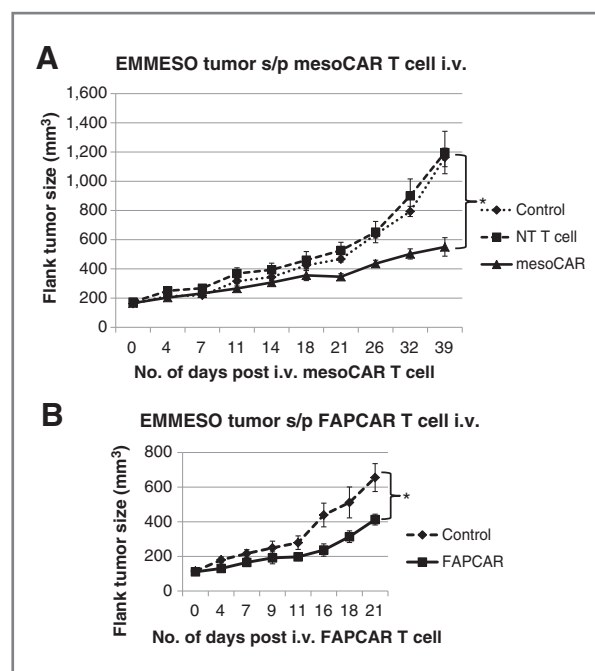 A
EMMESO tumor s/p mesoCAR T cell i.v.
Flank tumor size (mm³)
1,600
1,400
1,200
1,000
800
600
400
200
0
0 4 7 11 14 18 21 26 32 39
No. of days post i.v. mesoCAR T cell
*
Control
NT T cell
mesoCAR
B
EMMESO tumor s/p FAPCAR T cell i.v.
Flank tumor size (mm³)
800
600
400
200
0
0 4 7 9 11 16 18 21
No. of days post i.v. FAPCAR T cell
*
Control
FAPCAR